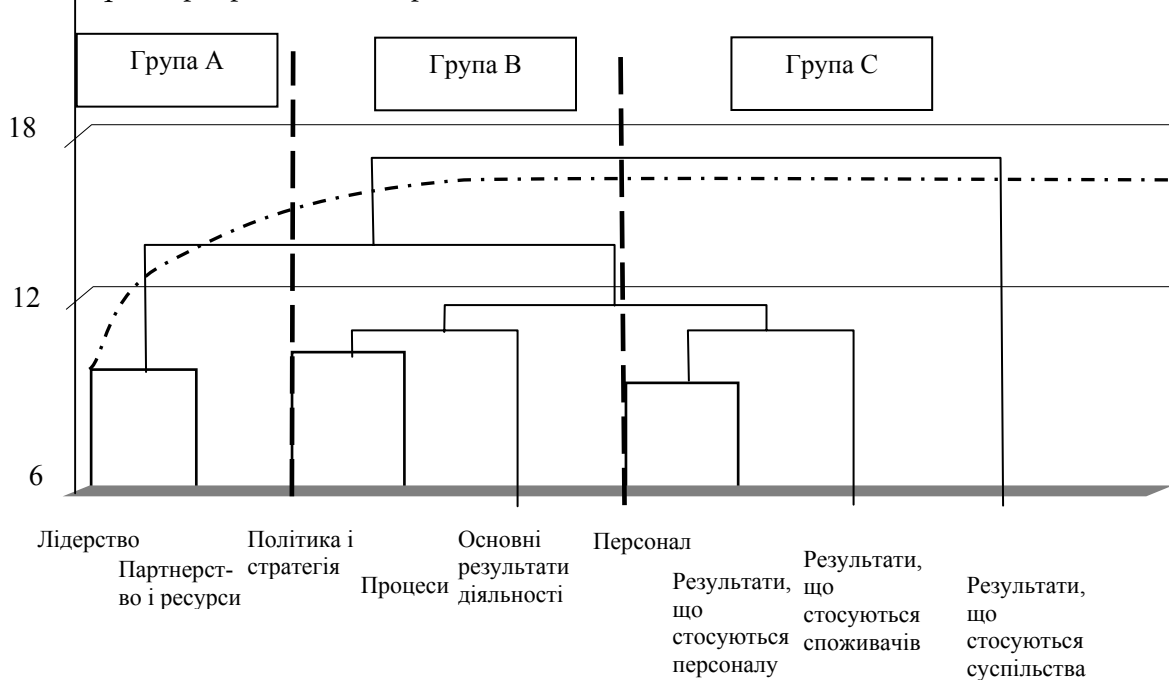 Група А
Група В
Група С
18
12
6
Лідерство
Партнерст-
во і ресурси
Політика і
стратегія
Процеси
Основні
результати
діяльності
Персонал
Результати,
що
стосуються
персоналу
Результати,
що
стосуються
споживачів
Результати,
що
стосуються
суспільства